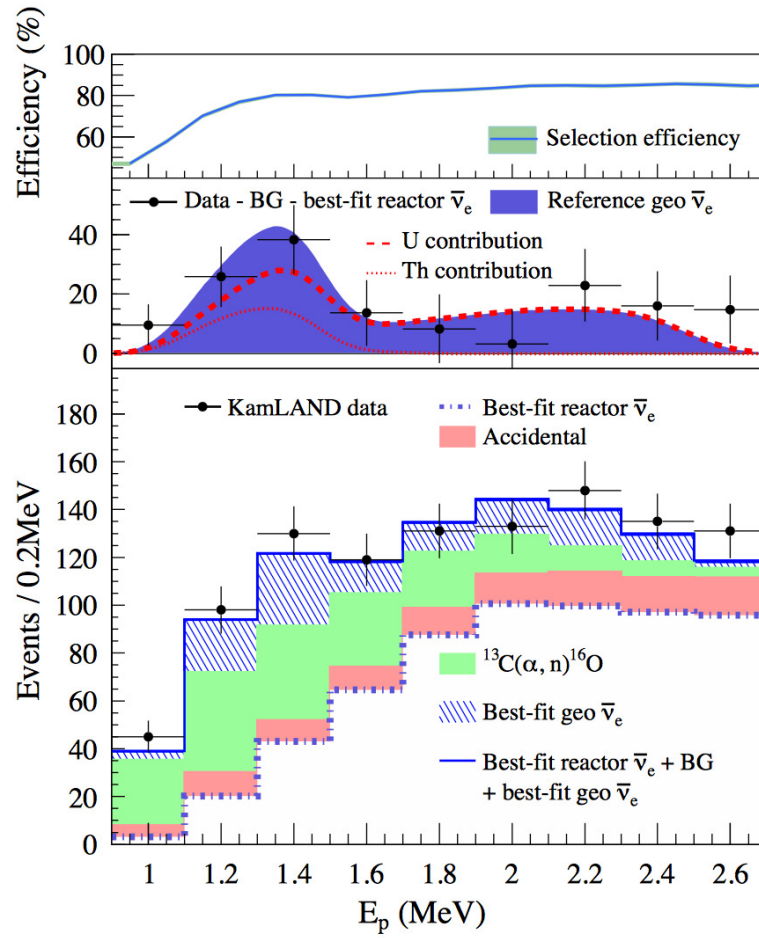 Efficiency (%)
80
60
Selection efficiency
Data - BG - best-fit reactor ν̅e
Reference geo ν̅e
40
20
0
U contribution
Th contribution
Events / 0.2MeV
180
160
140
120
100
80
60
40
20
0
KamLAND data
Best-fit reactor ν̅e
Accidental
¹³C(α, n)¹⁶O
Best-fit geo ν̅e
Best-fit reactor ν̅e + BG
+ best-fit geo ν̅e
1 1.2 1.4 1.6 1.8 2 2.2 2.4 2.6
Ep (MeV)